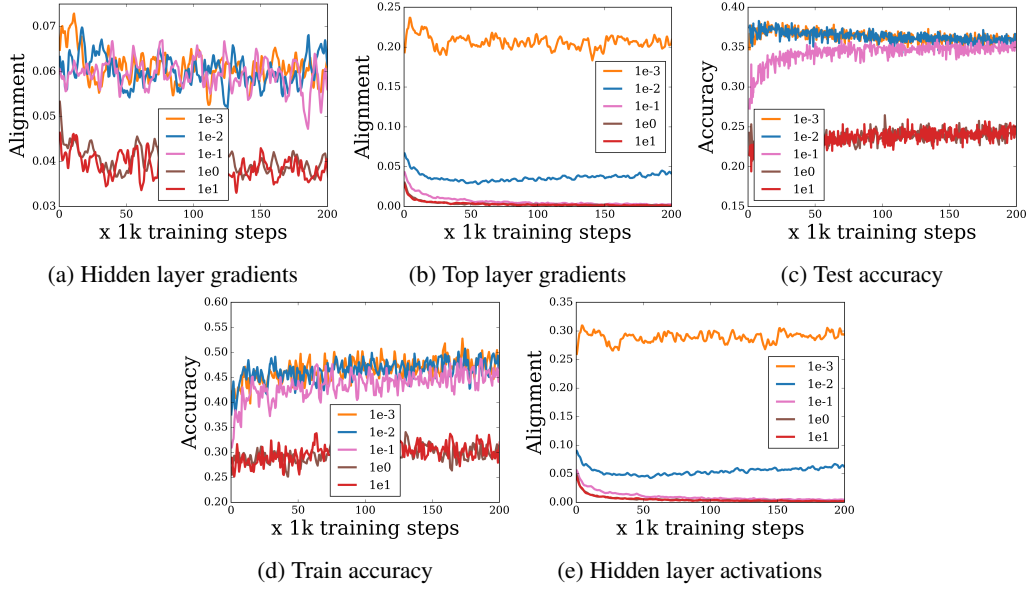 0.07
0.06
0.05
0.04
0.03
Alignment
0 50 100 150 200
x 1k training steps
1e-3
1e-2
1e-1
1e0
1e1
(a) Hidden layer gradients
0.25
0.20
0.15
0.10
0.05
0.00
Alignment
0 50 100 150 200
x 1k training steps
1e-3
1e-2
1e-1
1e0
1e1
(b) Top layer gradients
0.40
0.35
0.30
0.25
0.20
0.15
Accuracy
0 50 100 150 200
x 1k training steps
1e-3
1e-2
1e-1
1e0
1e1
(c) Test accuracy
0.60
0.55
0.50
0.45
0.40
0.35
0.30
0.25
0.20
Accuracy
0 50 100 150 200
x 1k training steps
1e-3
1e-2
1e-1
1e0
1e1
(d) Train accuracy
0.35
0.30
0.25
0.20
0.15
0.10
0.05
0.00
Alignment
0 50 100 150 200
x 1k training steps
1e-3
1e-2
1e-1
1e0
1e1
(e) Hidden layer activations